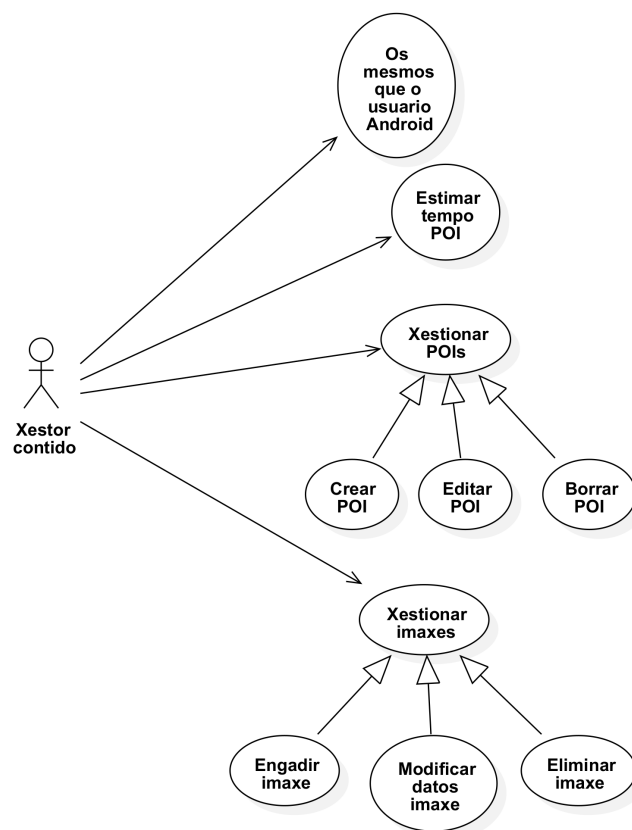 Os
mesmos
que o
usuario
Android
Estimar
tempo
POI
Xestionar
POIs
Xestor
contido
Crear
POI
Editar
POI
Borrar
POI
Xestionar
imaxes
Engadir
imaxe
Modificar
datos
imaxe
Eliminar
imaxe